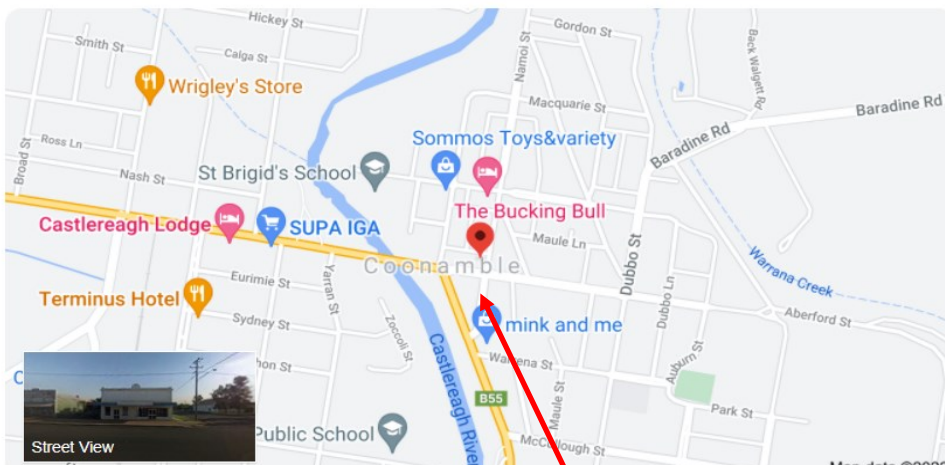 Hickey St
Gordon St
Smith St
Calga St
Namoi St
Back Walgett Rd
Wrigley's Store
Macquarie St
Baradine Rd
Baradine Rd
Sommos Toys&variety
Ross Ln
Broad St
St Brigid's School
Nash St
The Bucking Bull
Castlereagh Lodge
SUPA IGA
Maule Ln
Dubbo St
Coonamble
Warrana Creek
Eurimie St
Yarran St
Dubbo Ln
Terminus Hotel
Aberford St
Sydney St
Zoccoli St
mink and me
Castlereagh River
Warrena St
Auburn St
B55
Maule St
Park St
Street View
Public School
McCullough St